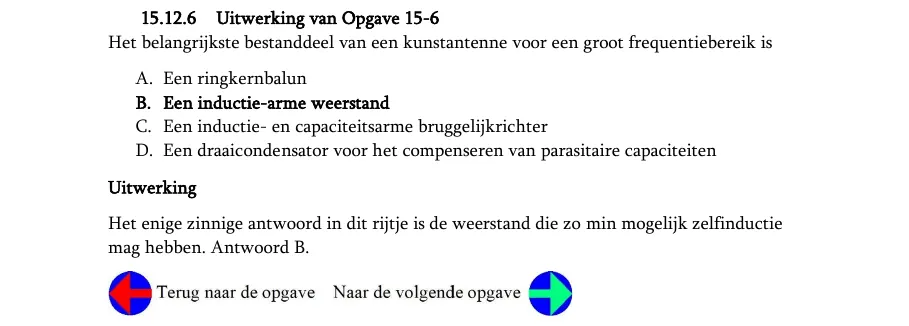 15.12.6 Uitwerking van Opgave 15-6
Het belangrijkste bestanddeel van een kunstantenne voor een groot frequentiebereik is
A. Een ringkernbalun
B. Een inductie-arme weerstand
C. Een inductie- en capaciteitsarme bruggelijkrichter
D. Een draaicondensator voor het compenseren van parasitaire capaciteiten
Uitwerking
Het enige zinnige antwoord in dit rijtje is de weerstand die zo min mogelijk zelfinductie
mag hebben. Antwoord B.
Terug naar de opgave Naar de volgende opgave